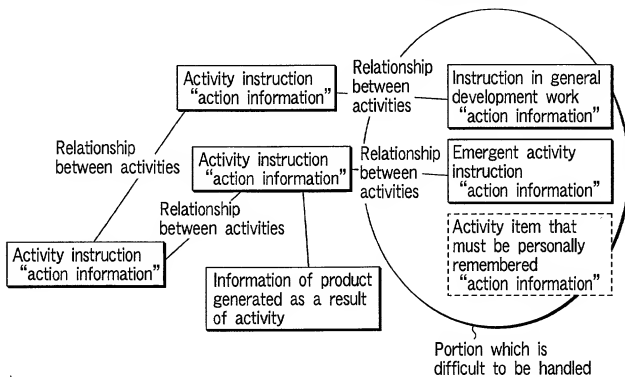 Activity instruction
"action information"
Relationship
between
activities
Instruction in general
development work
"action information"
Relationship
between activities
Activity instruction
"action information"
Relationship
between
activities
Emergent activity
instruction
"action information"
Relationship
between activities
Activity item that
must be personally
remembered
"action information"
Activity instruction
"action information"
Information of product
generated as a result
of activity
Portion which is
difficult to be handled